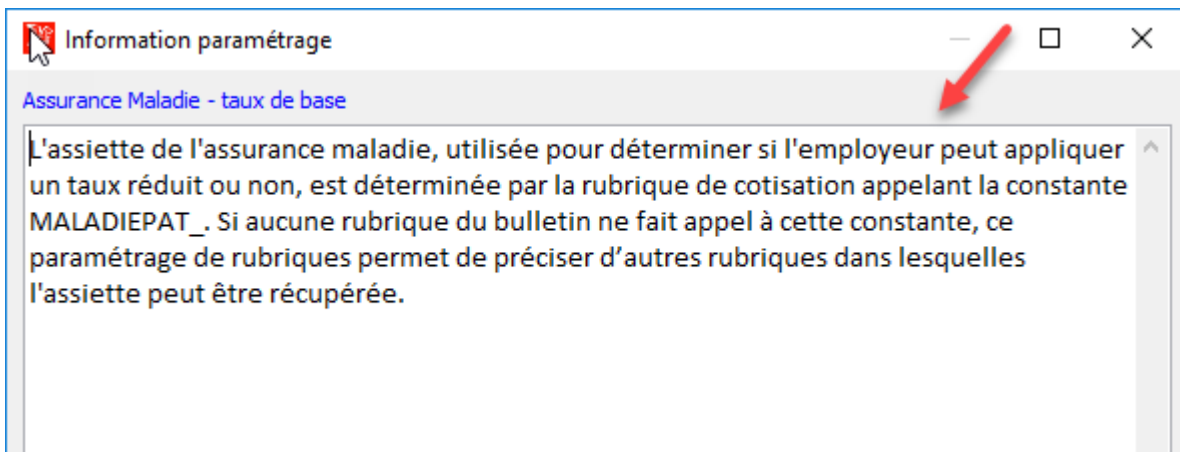 Information paramétrage
Assurance Maladie - taux de base
L'assiette de l'assurance maladie, utilisée pour déterminer si l'employeur peut appliquer
un taux réduit ou non, est déterminée par la rubrique de cotisation appelant la constante
MALADIEPAT_. Si aucune rubrique du bulletin ne fait appel à cette constante, ce
paramétrage de rubriques permet de préciser d’autres rubriques dans lesquelles
l'assiette peut être récupérée.